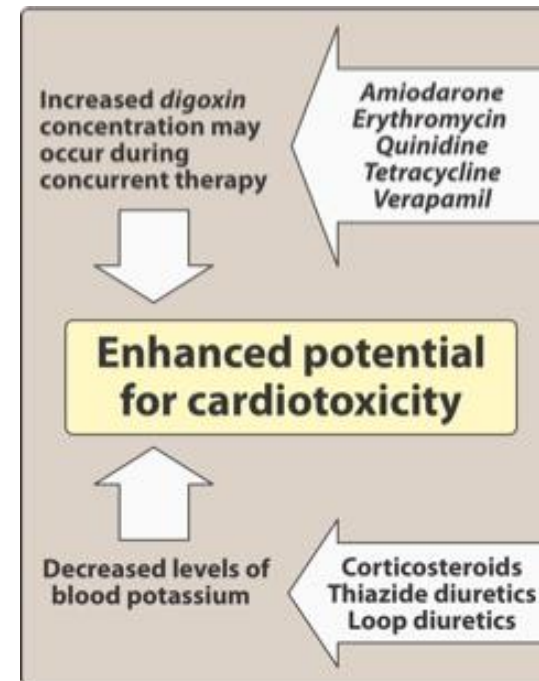 Increased digoxin
concentration may
occur during
concurrent therapy
Amiodarone
Erythromycin
Quinidine
Tetracycline
Verapamil
Enhanced potential
for cardiotoxicity
Decreased levels of
blood potassium
Corticosteroids
Thiazide diuretics
Loop diuretics